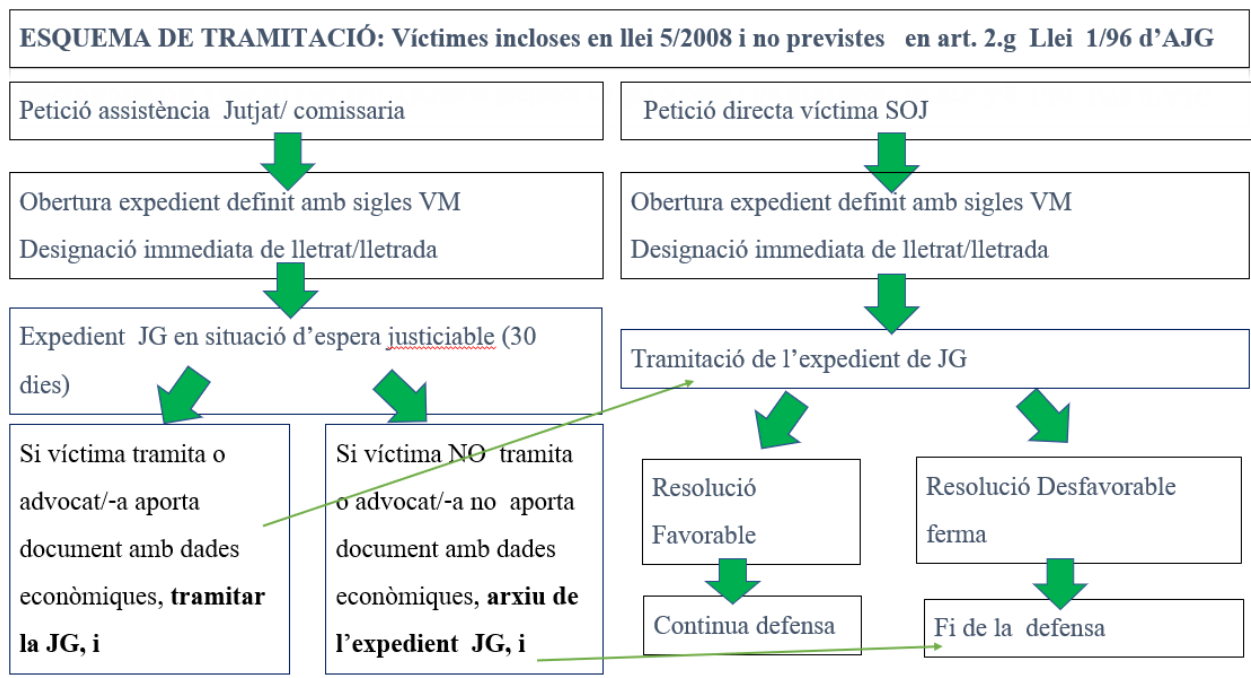 ESQUEMA DE TRAMITACIÓ: Víctimes incloses en llei 5/2008 i no previstes en art. 2.g Llei 1/96 d’AJG
Petició assistència Jutjat/ comissaria
Obertura expedient definit amb sigles VM
Designació immediata de lletrat/lletrada
Expedient JG en situació d’espera justiciable (30
dies)
Si víctima tramita o
advocat/-a aporta
document amb dades
econòmiques, tramitar
la JG, i
Si víctima NO tramita
o advocat/-a no aporta
document amb dades
econòmiques, arxiu de
l’expedient JG, i
Petició directa víctima SOJ
Obertura expedient definit amb sigles VM
Designació immediata de lletrat/lletrada
Tramitació de l’expedient de JG
Resolució
Favorable
Continua defensa
Resolució Desfavorable
ferma
Fi de la defensa